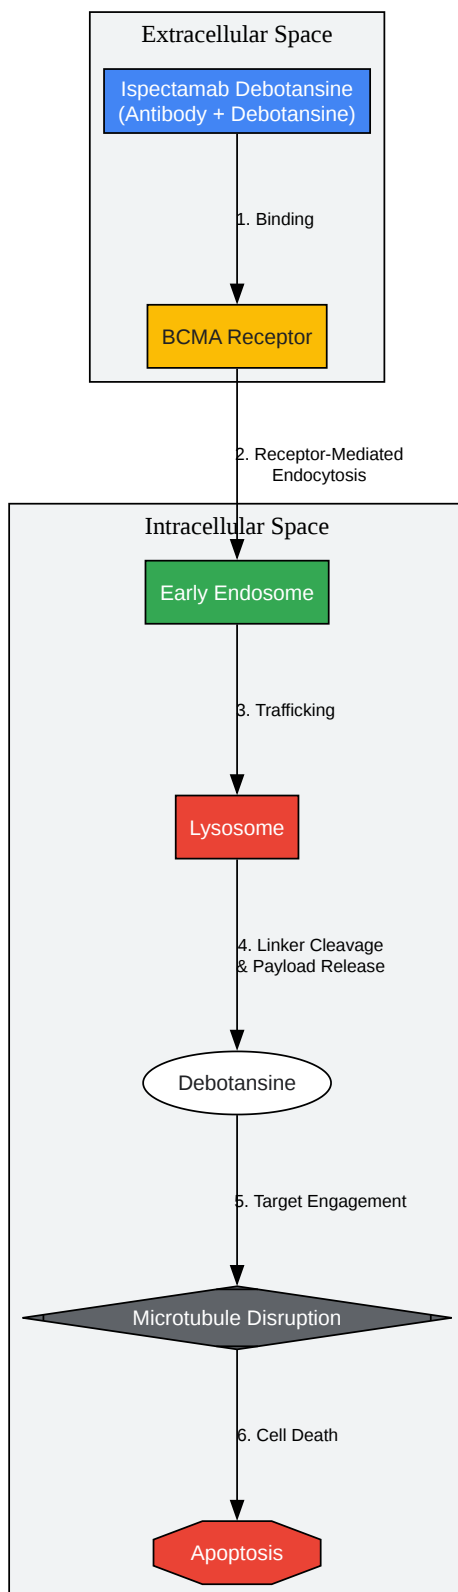 Extracellular Space
Ispectamab Debotansine
(Antibody + Debotansine)
1. Binding
BCMA Receptor
2. Receptor-Mediated
Endocytosis
Intracellular Space
Early Endosome
3. Trafficking
Lysosome
4. Linker Cleavage
& Payload Release
Debotansine
5. Target Engagement
Microtubule Disruption
6. Cell Death
Apoptosis